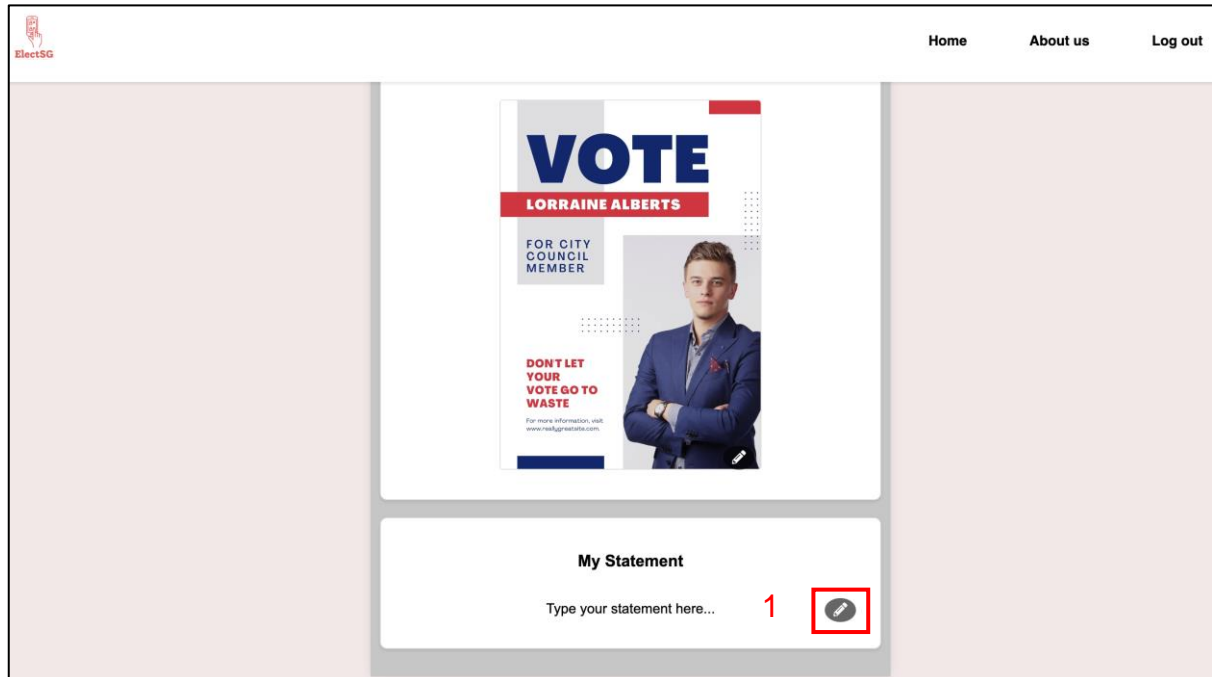 ElectSG
Home About us Log out
VOTE
LORRAINE ALBERTS
FOR CITY
COUNCIL
MEMBER
DON'T LET
YOUR
VOTE GO TO
WASTE
For more information, visit
www.reallygreatsite.com.
My Statement
Type your statement here... 1